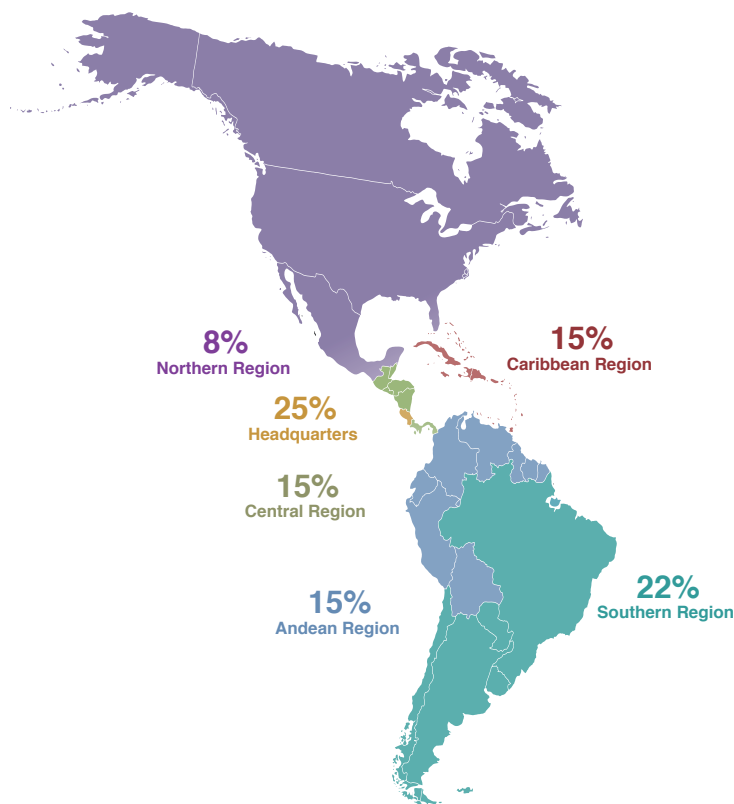 8%
Northern Region
15%
Caribbean Region
25%
Headquarters
15%
Central Region
15%
Andean Region
22%
Southern Region